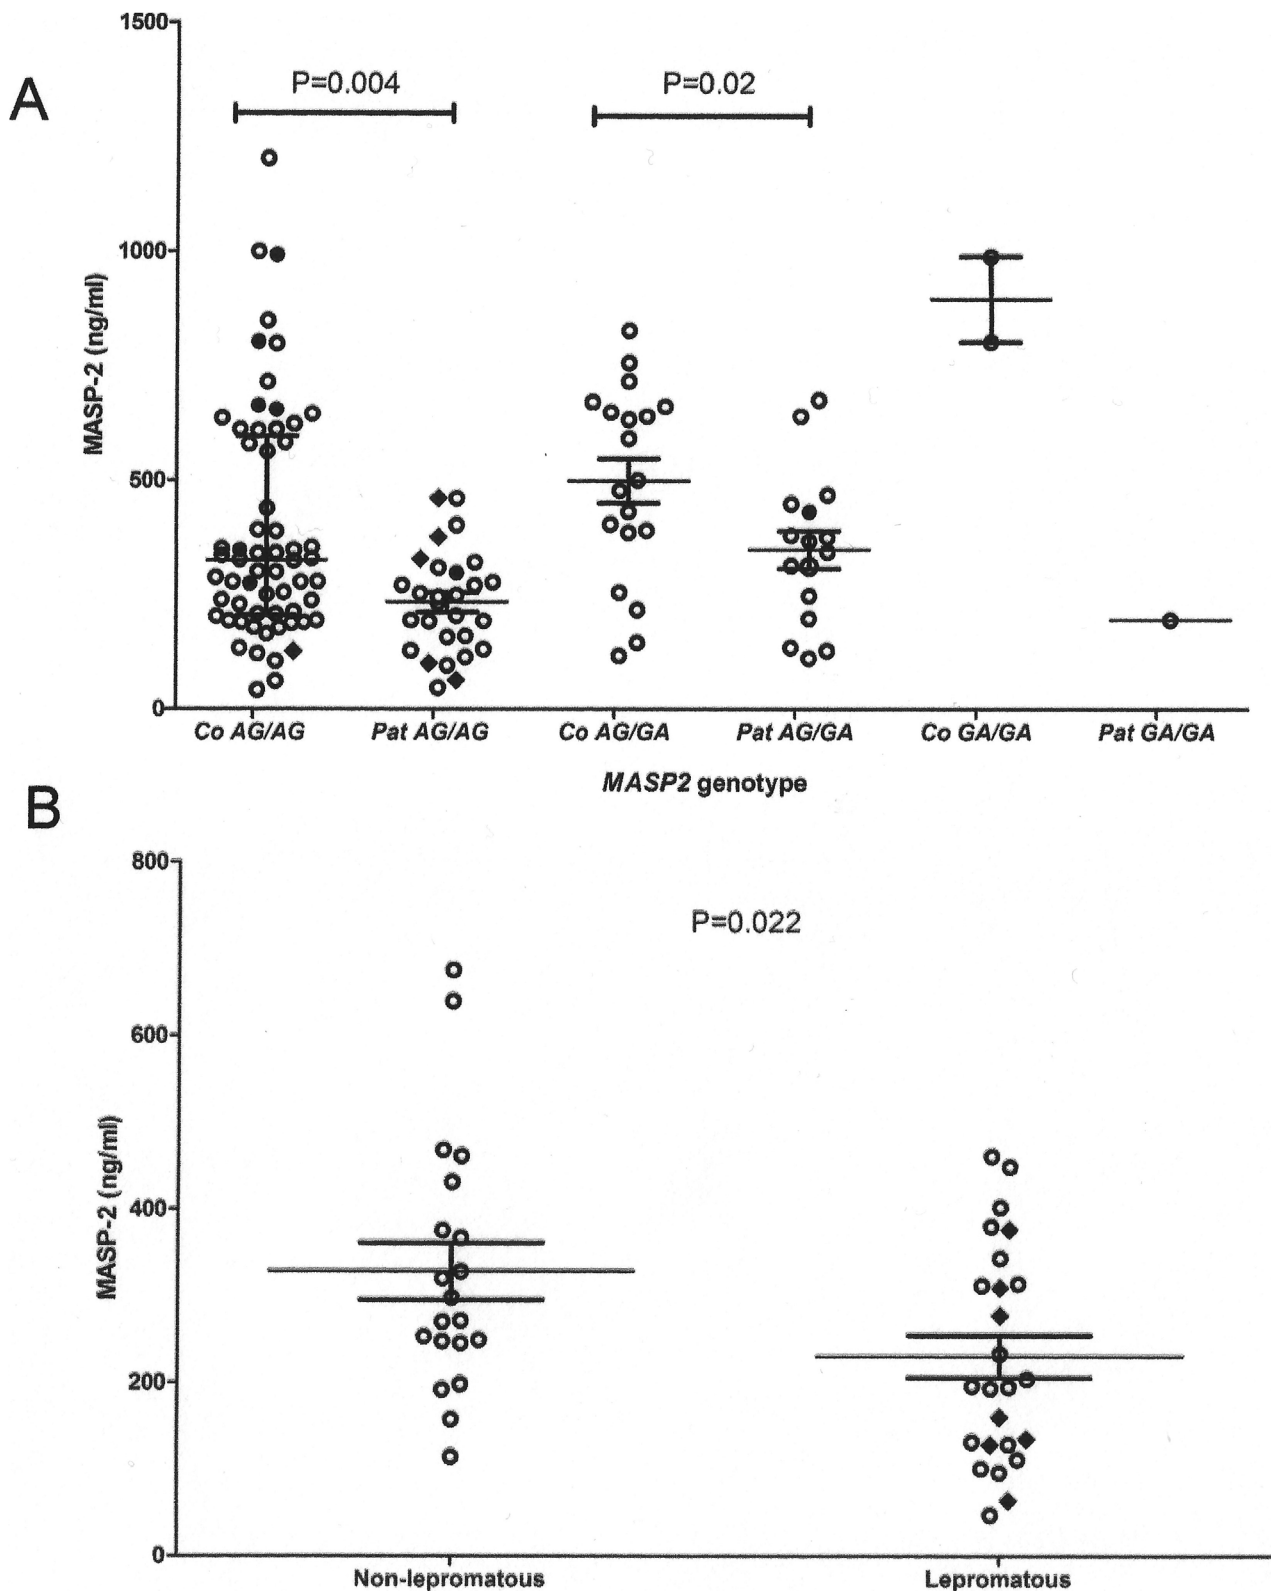 A
1500
P=0.004
P=0.02
1000
500
0
MASP-2 (ng/ml)
Co AG/AG
Pat AG/AG
Co AG/GA
Pat AG/GA
Co GA/GA
Pat GA/GA
MASP2 genotype
B
800
P=0.022
600
400
200
0
MASP-2 (ng/ml)
Non-lepromatous
Lepromatous